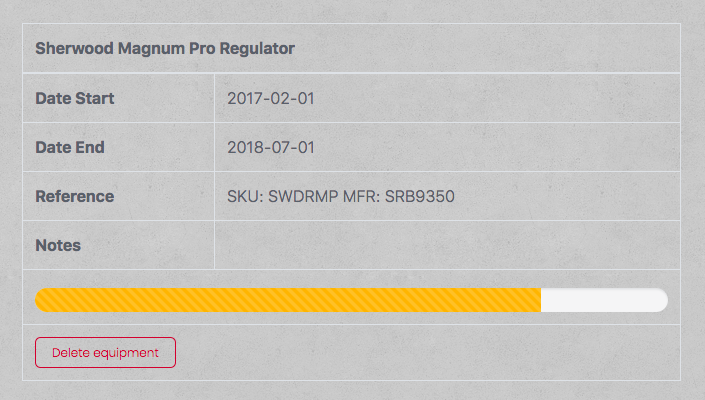 Sherwood Magnum Pro Regulator
Date Start 2017-02-01
Date End 2018-07-01
Reference SKU: SWDRMP MFR: SRB9350
Notes
Delete equipment